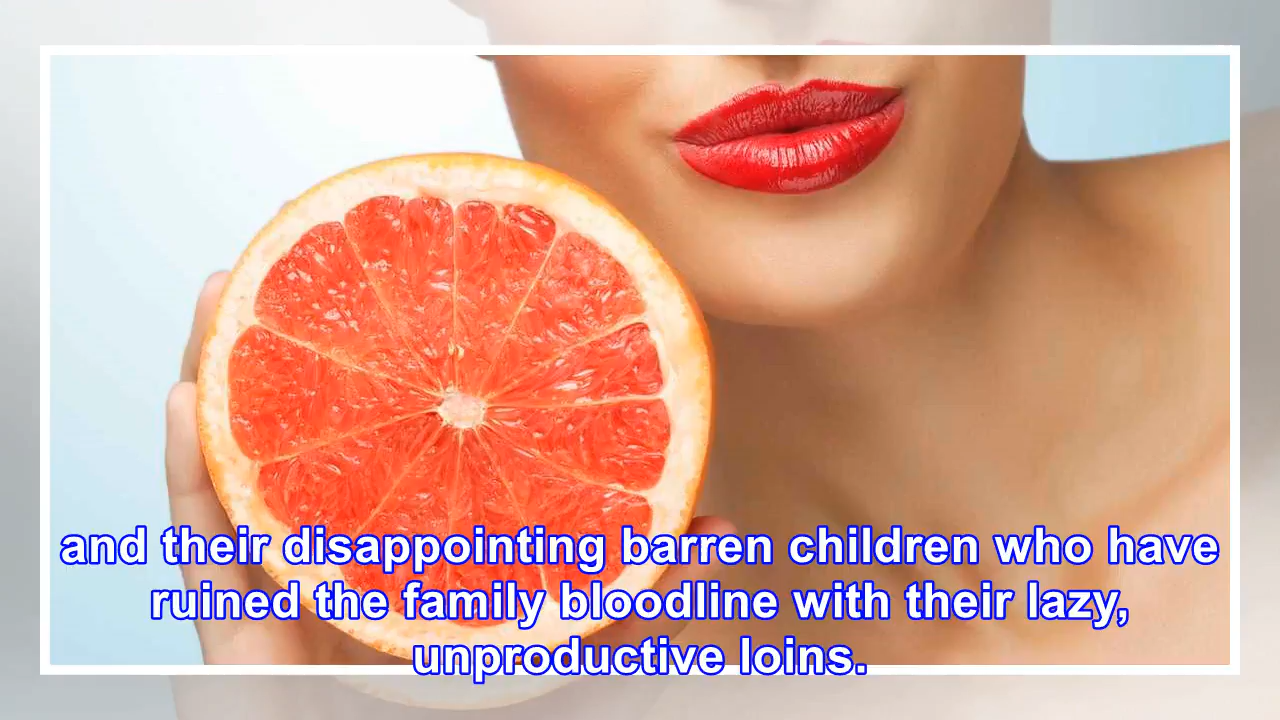 and their disappointing barren children who have
ruined the family bloodline with their lazy,
unproductive loins.